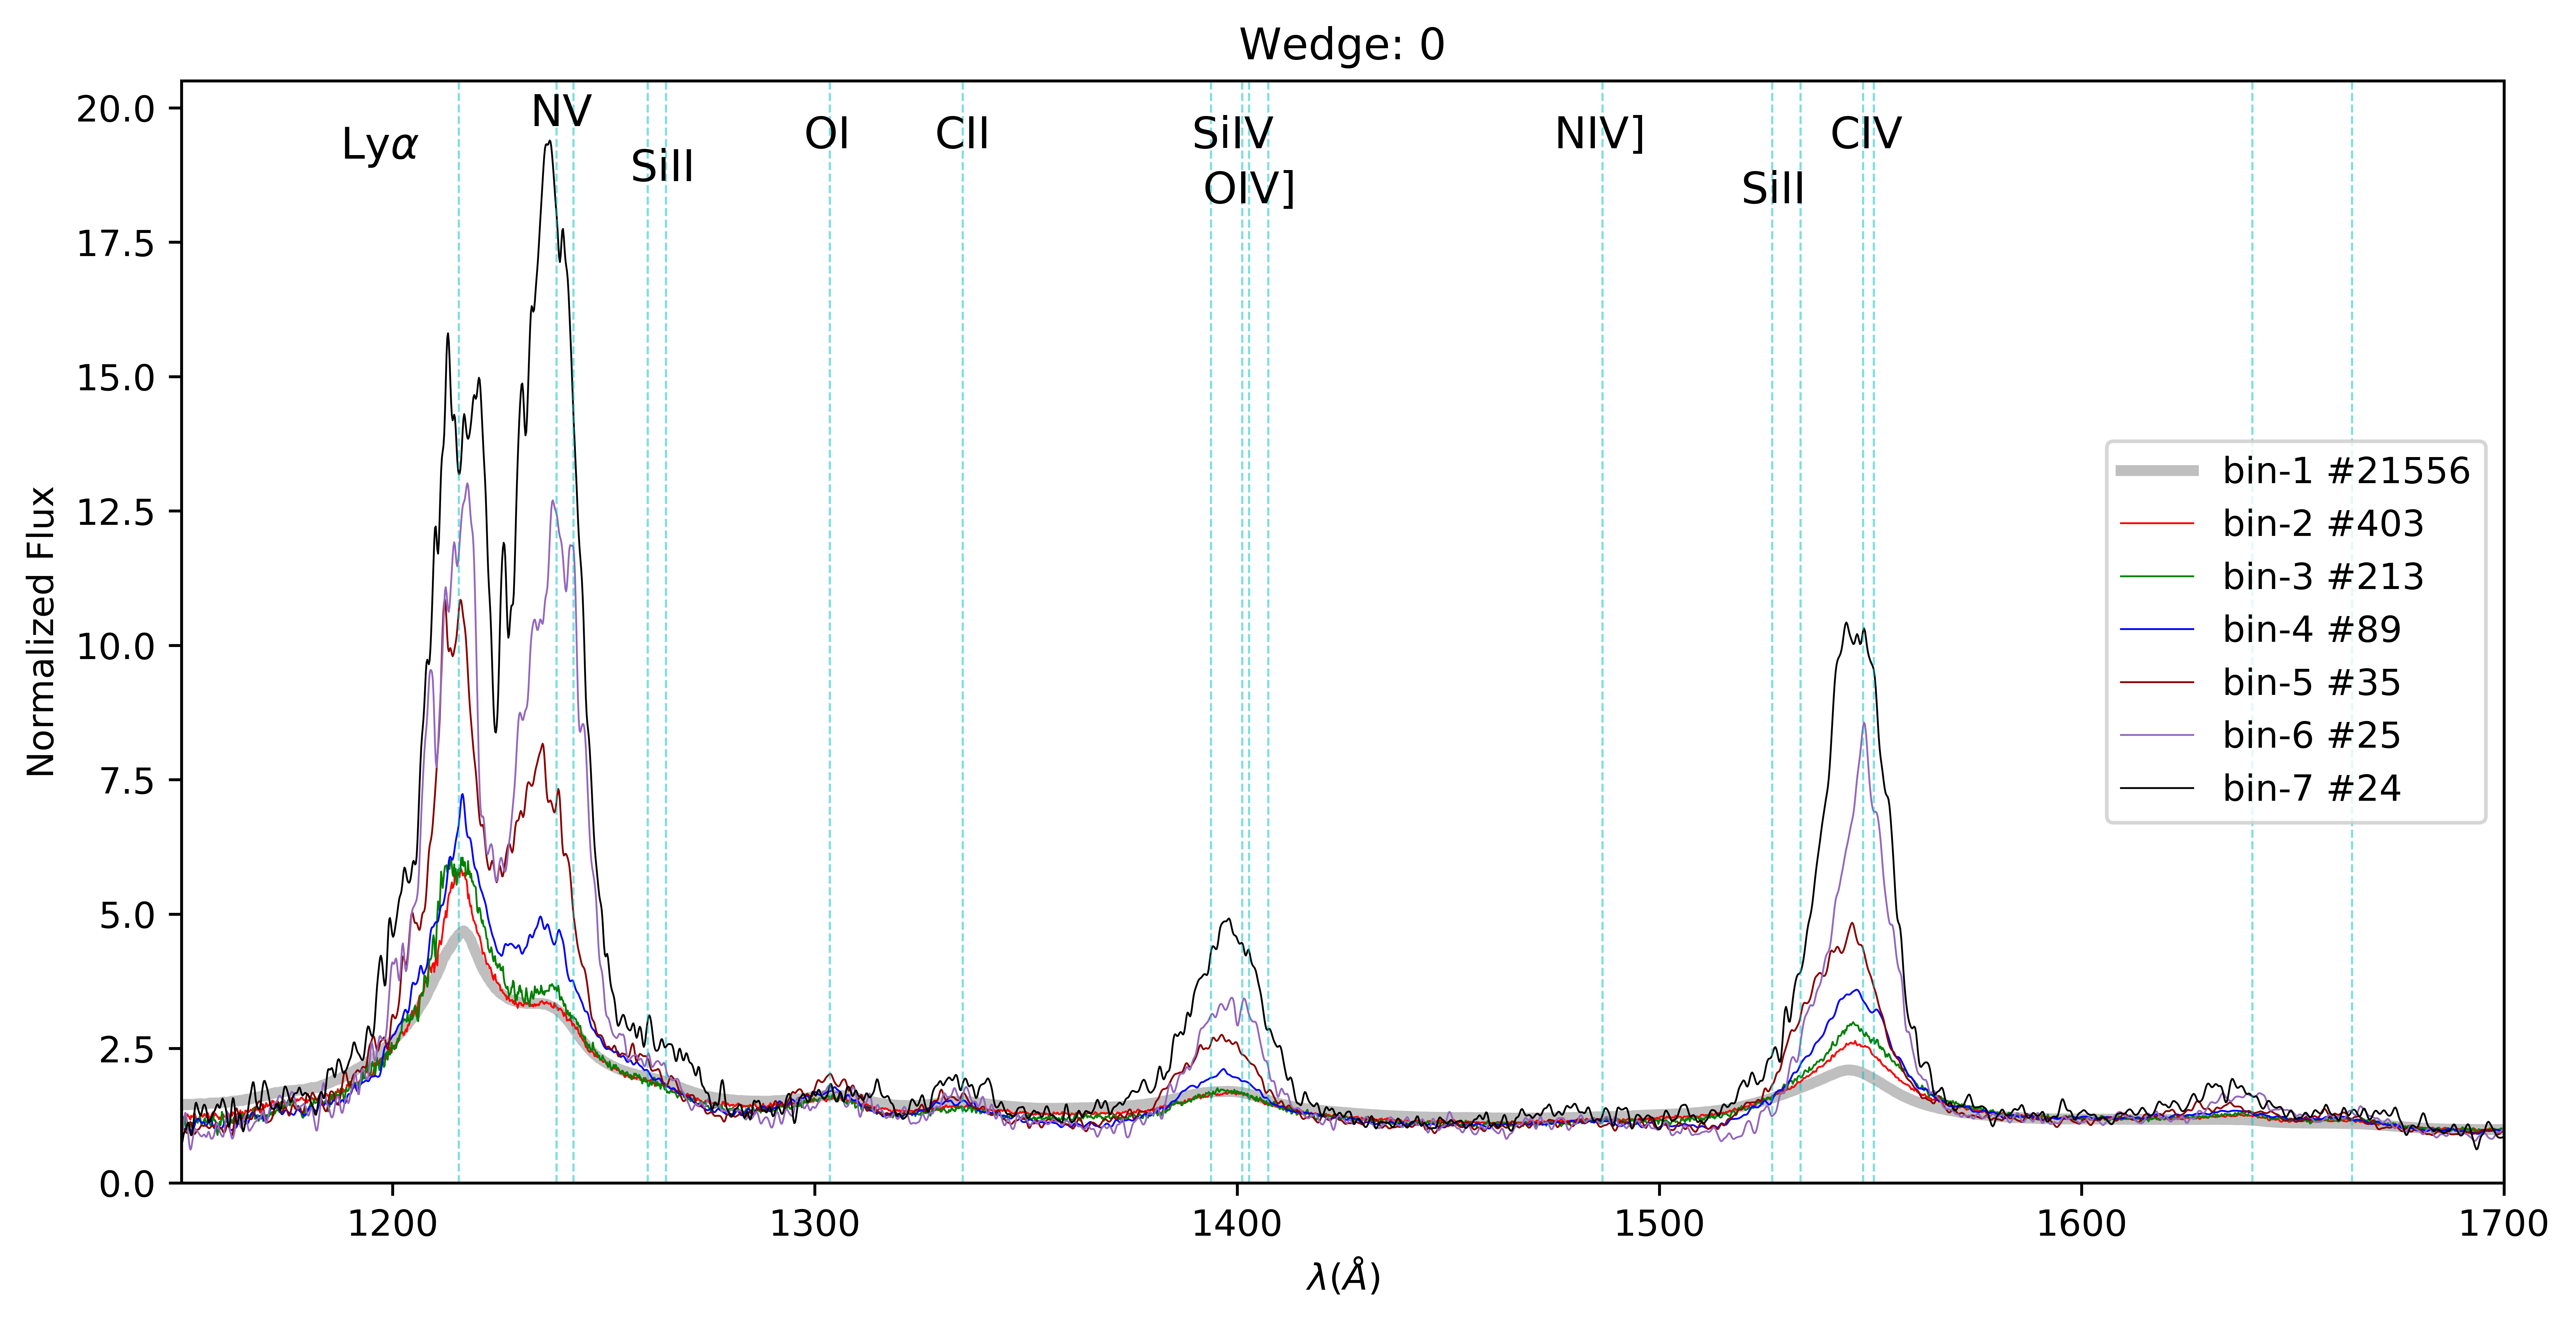 Wedge: 0
20.0
17.5
15.0
12.5
10.0
7.5
5.0
2.5
0.0
Normalized Flux
Lyα
NV
SiII
OI
CII
SiIV
OIV]
NIV]
SiII
CIV
bin-1 #21556
bin-2 #403
bin-3 #213
bin-4 #89
bin-5 #35
bin-6 #25
bin-7 #24
1200
1300
1400
1500
1600
1700
λ(Å)